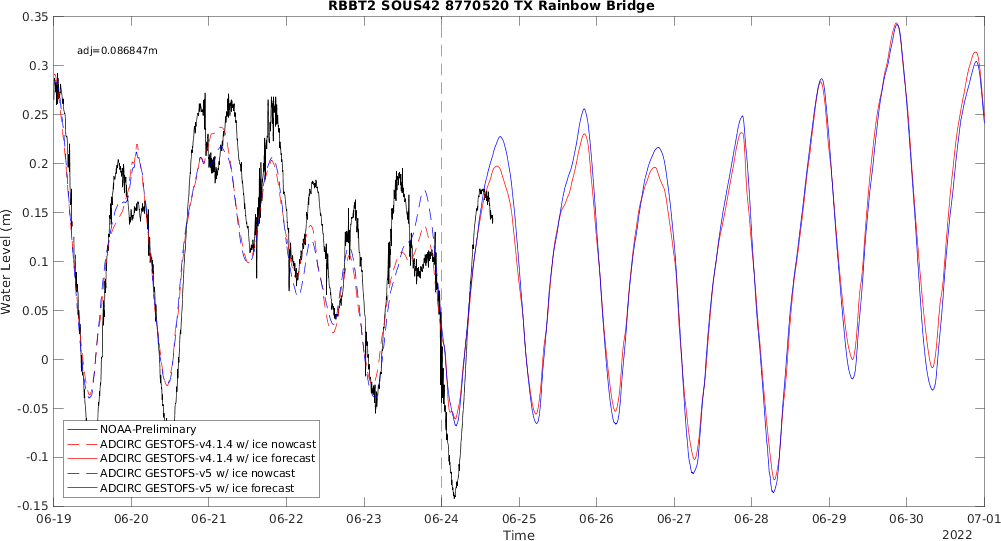 RBBT2 SOUS42 8770520 TX Rainbow Bridge
adj=0.086847m
Water Level (m)
0.35
0.3
0.25
0.2
0.15
0.1
0.05
0
-0.05
-0.1
-0.15
NOAA-Preliminary
ADCIRC GESTOFS-v4.1.4 w/ ice nowcast
ADCIRC GESTOFS-v4.1.4 w/ ice forecast
ADCIRC GESTOFS-v5 w/ ice nowcast
ADCIRC GESTOFS-v5 w/ ice forecast
06-19 06-20 06-21 06-22 06-23 06-24 06-25 06-26 06-27 06-28 06-29 06-30 07-01
Time
2022